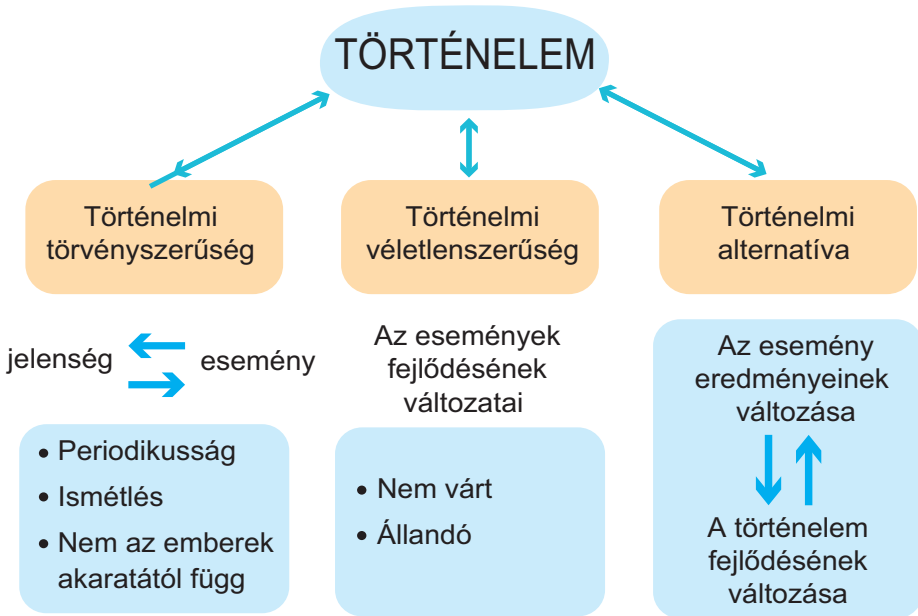 TÖRTÉNELEM
Történelmi
törvényszerűség
Történelmi
véletlenszerűség
Történelmi
alternatíva
jelenség
esemény
• Periodikusság
• Ismétlés
• Nem az emberek
akaratától függ
Az események
fejlődésének
változatai
• Nem várt
• Állandó
Az esemény
eredményeinek
változása
A történelem
fejlődésének
változása